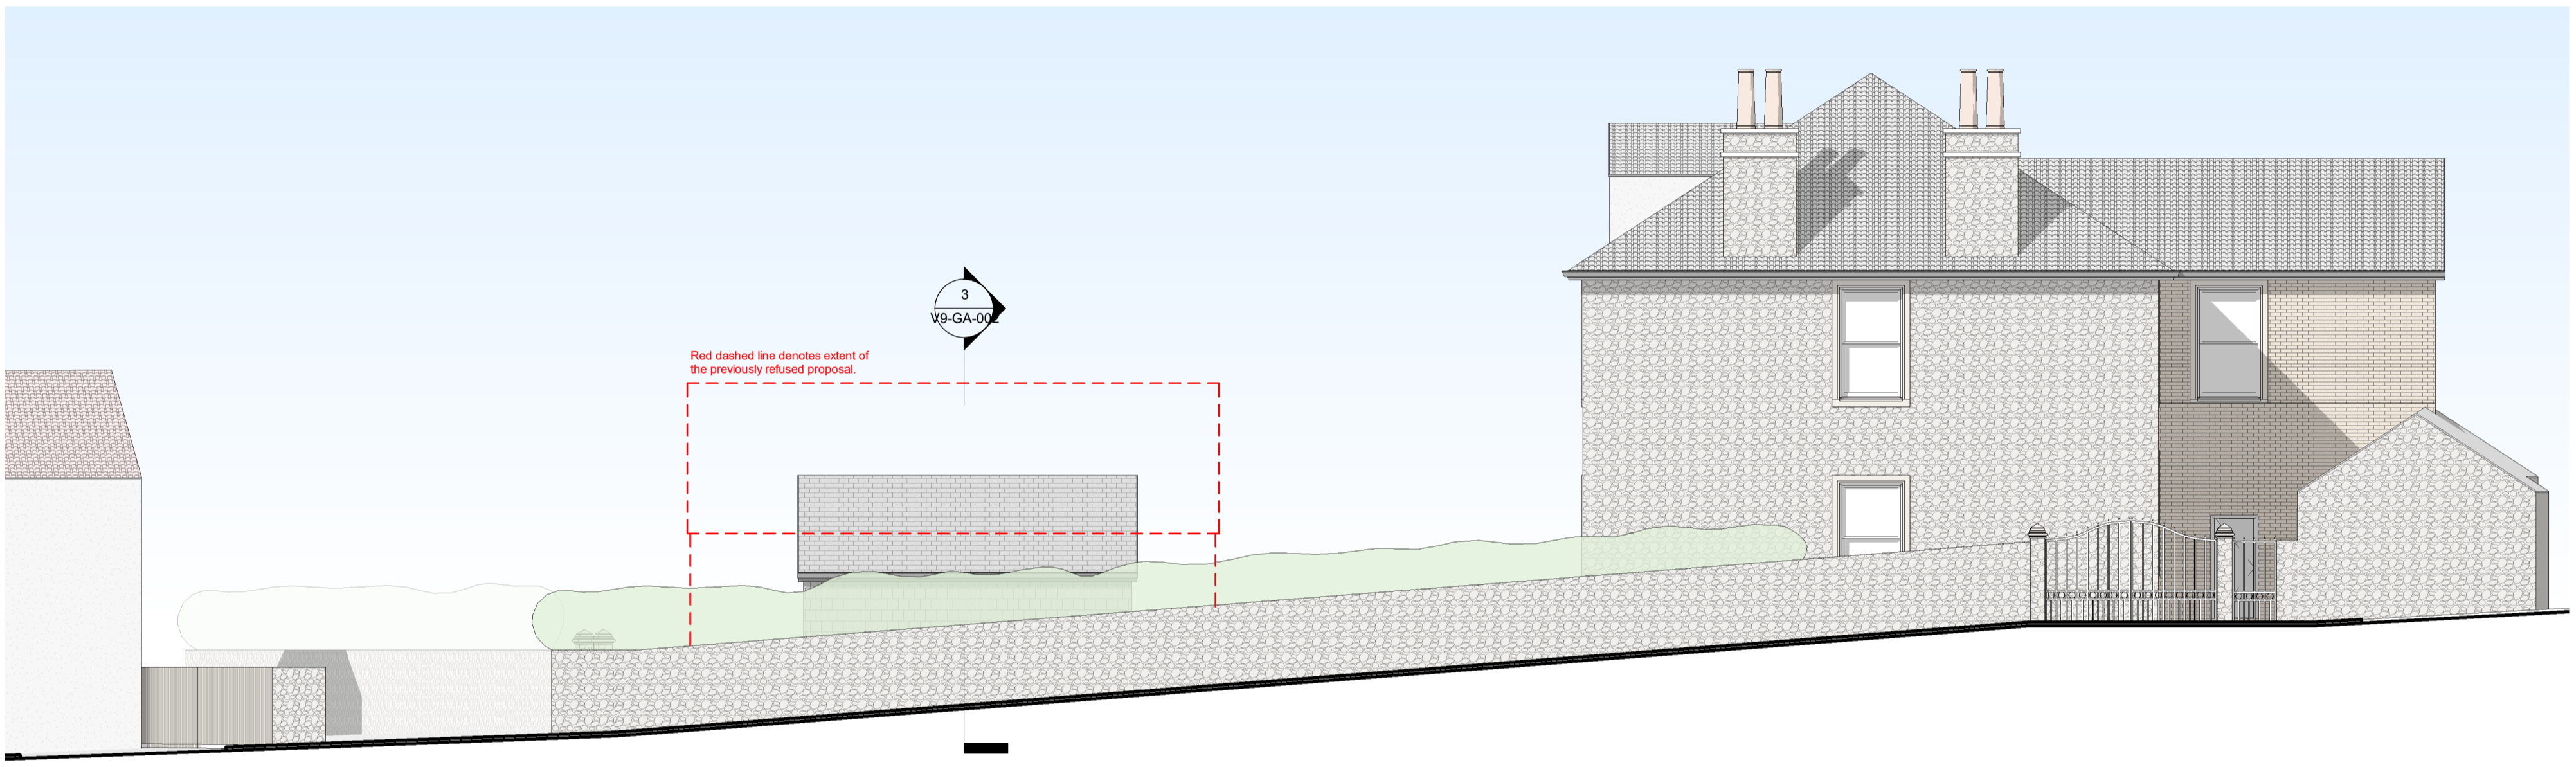 3
V9-GA-002
Red dashed line denotes extent of
the previously refused proposal.